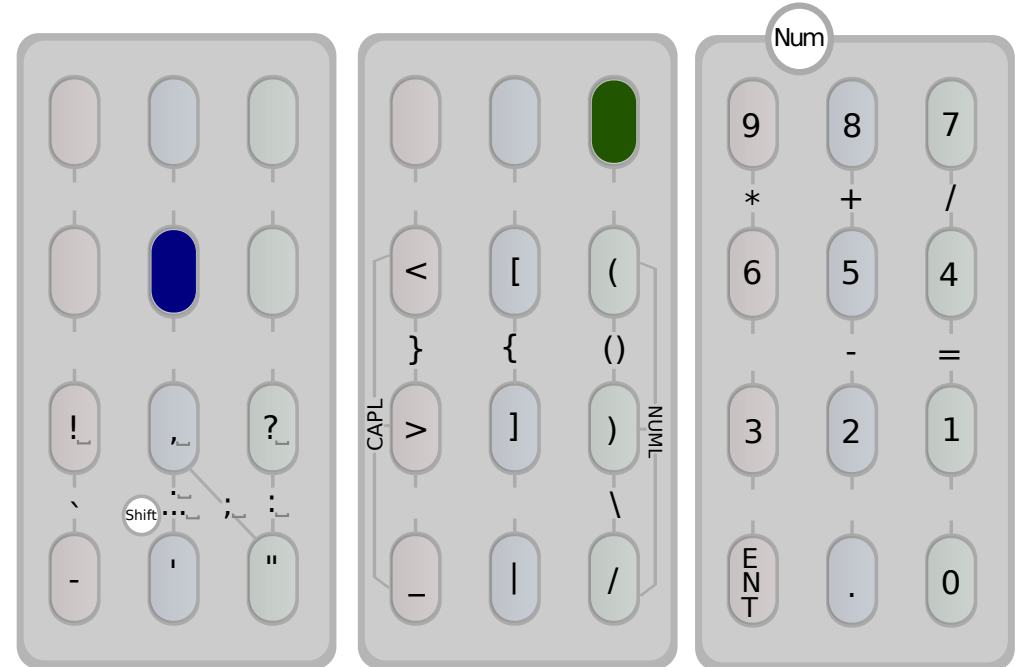 Num
9 8 7
* + /
< [ ( 6 5 4
} { () - =
!␣ ,␣ ?␣ CAPL > ] ) NUML 3 2 1
` Shift .␣ …␣ ;␣ :␣ \
- ' " _ | / ENT . 0